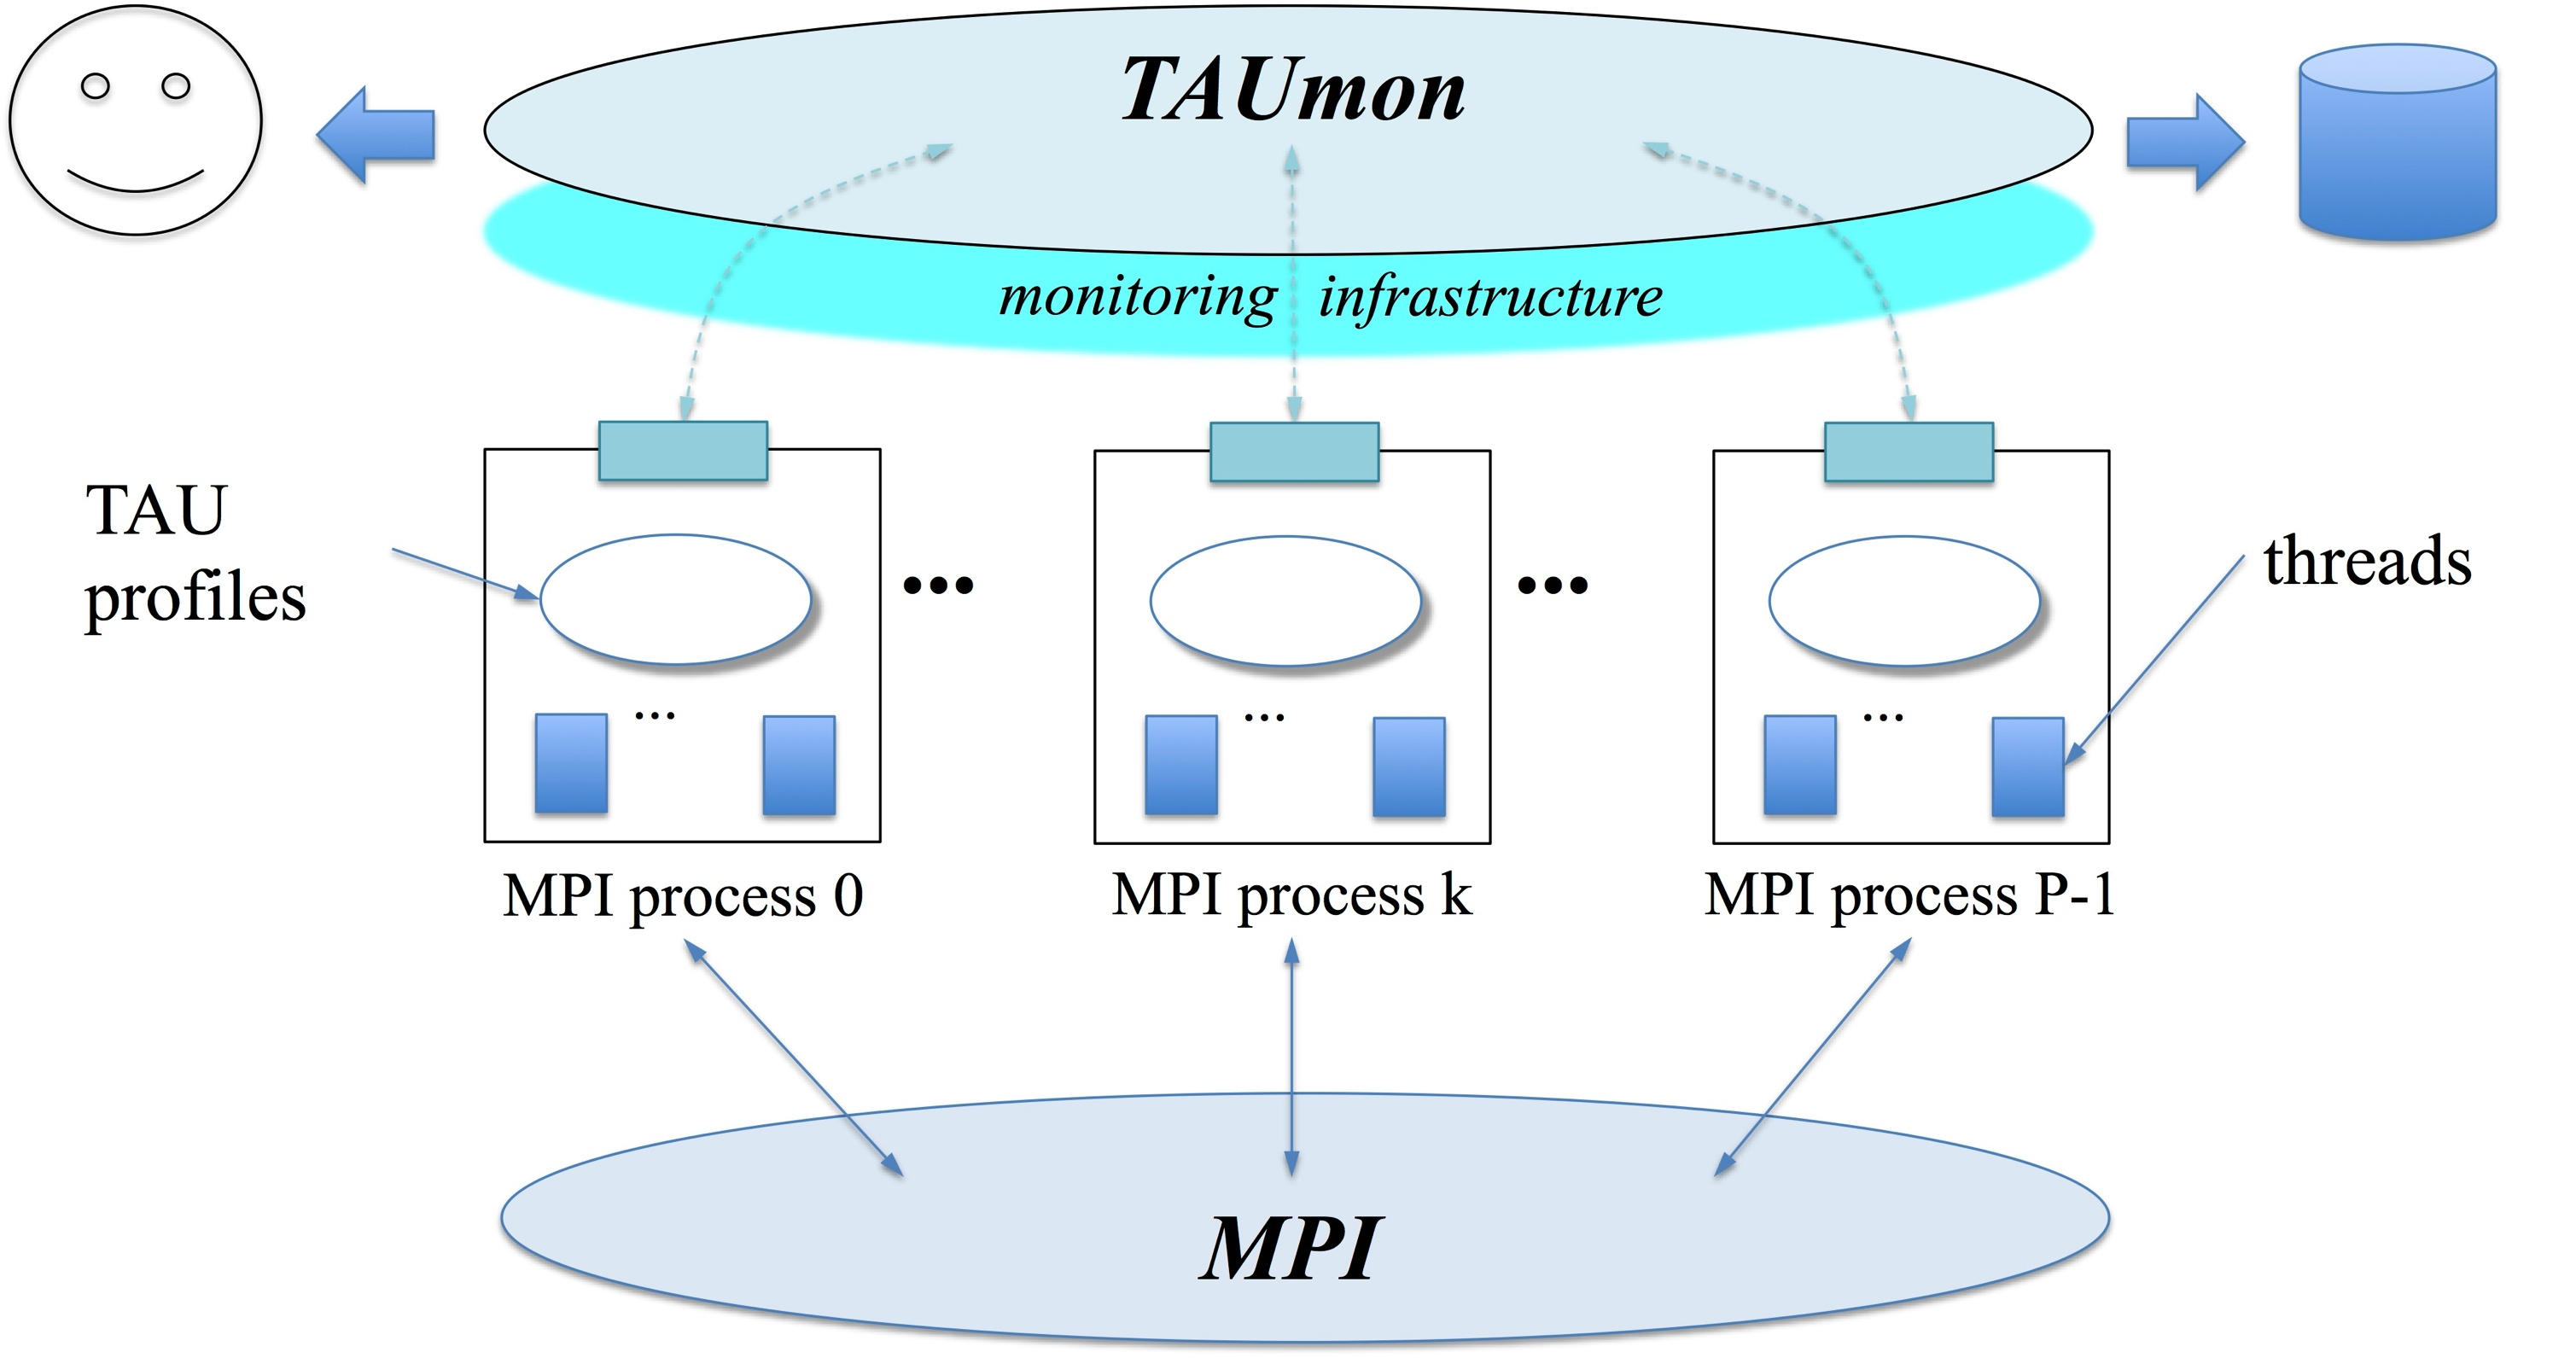 TAUmon
monitoring infrastructure
TAU
profiles
...
...
threads
...
...
...
MPI process 0
MPI process k
MPI process P-1
MPI